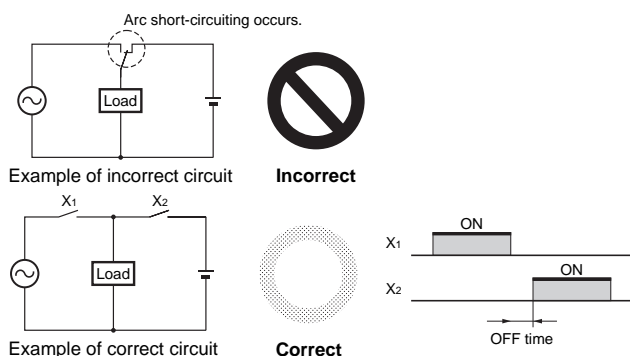 Arc short-circuiting occurs.
Load
Example of incorrect circuit
Incorrect
X1
X2
Load
Example of correct circuit
Correct
X1
ON
X2
ON
OFF time